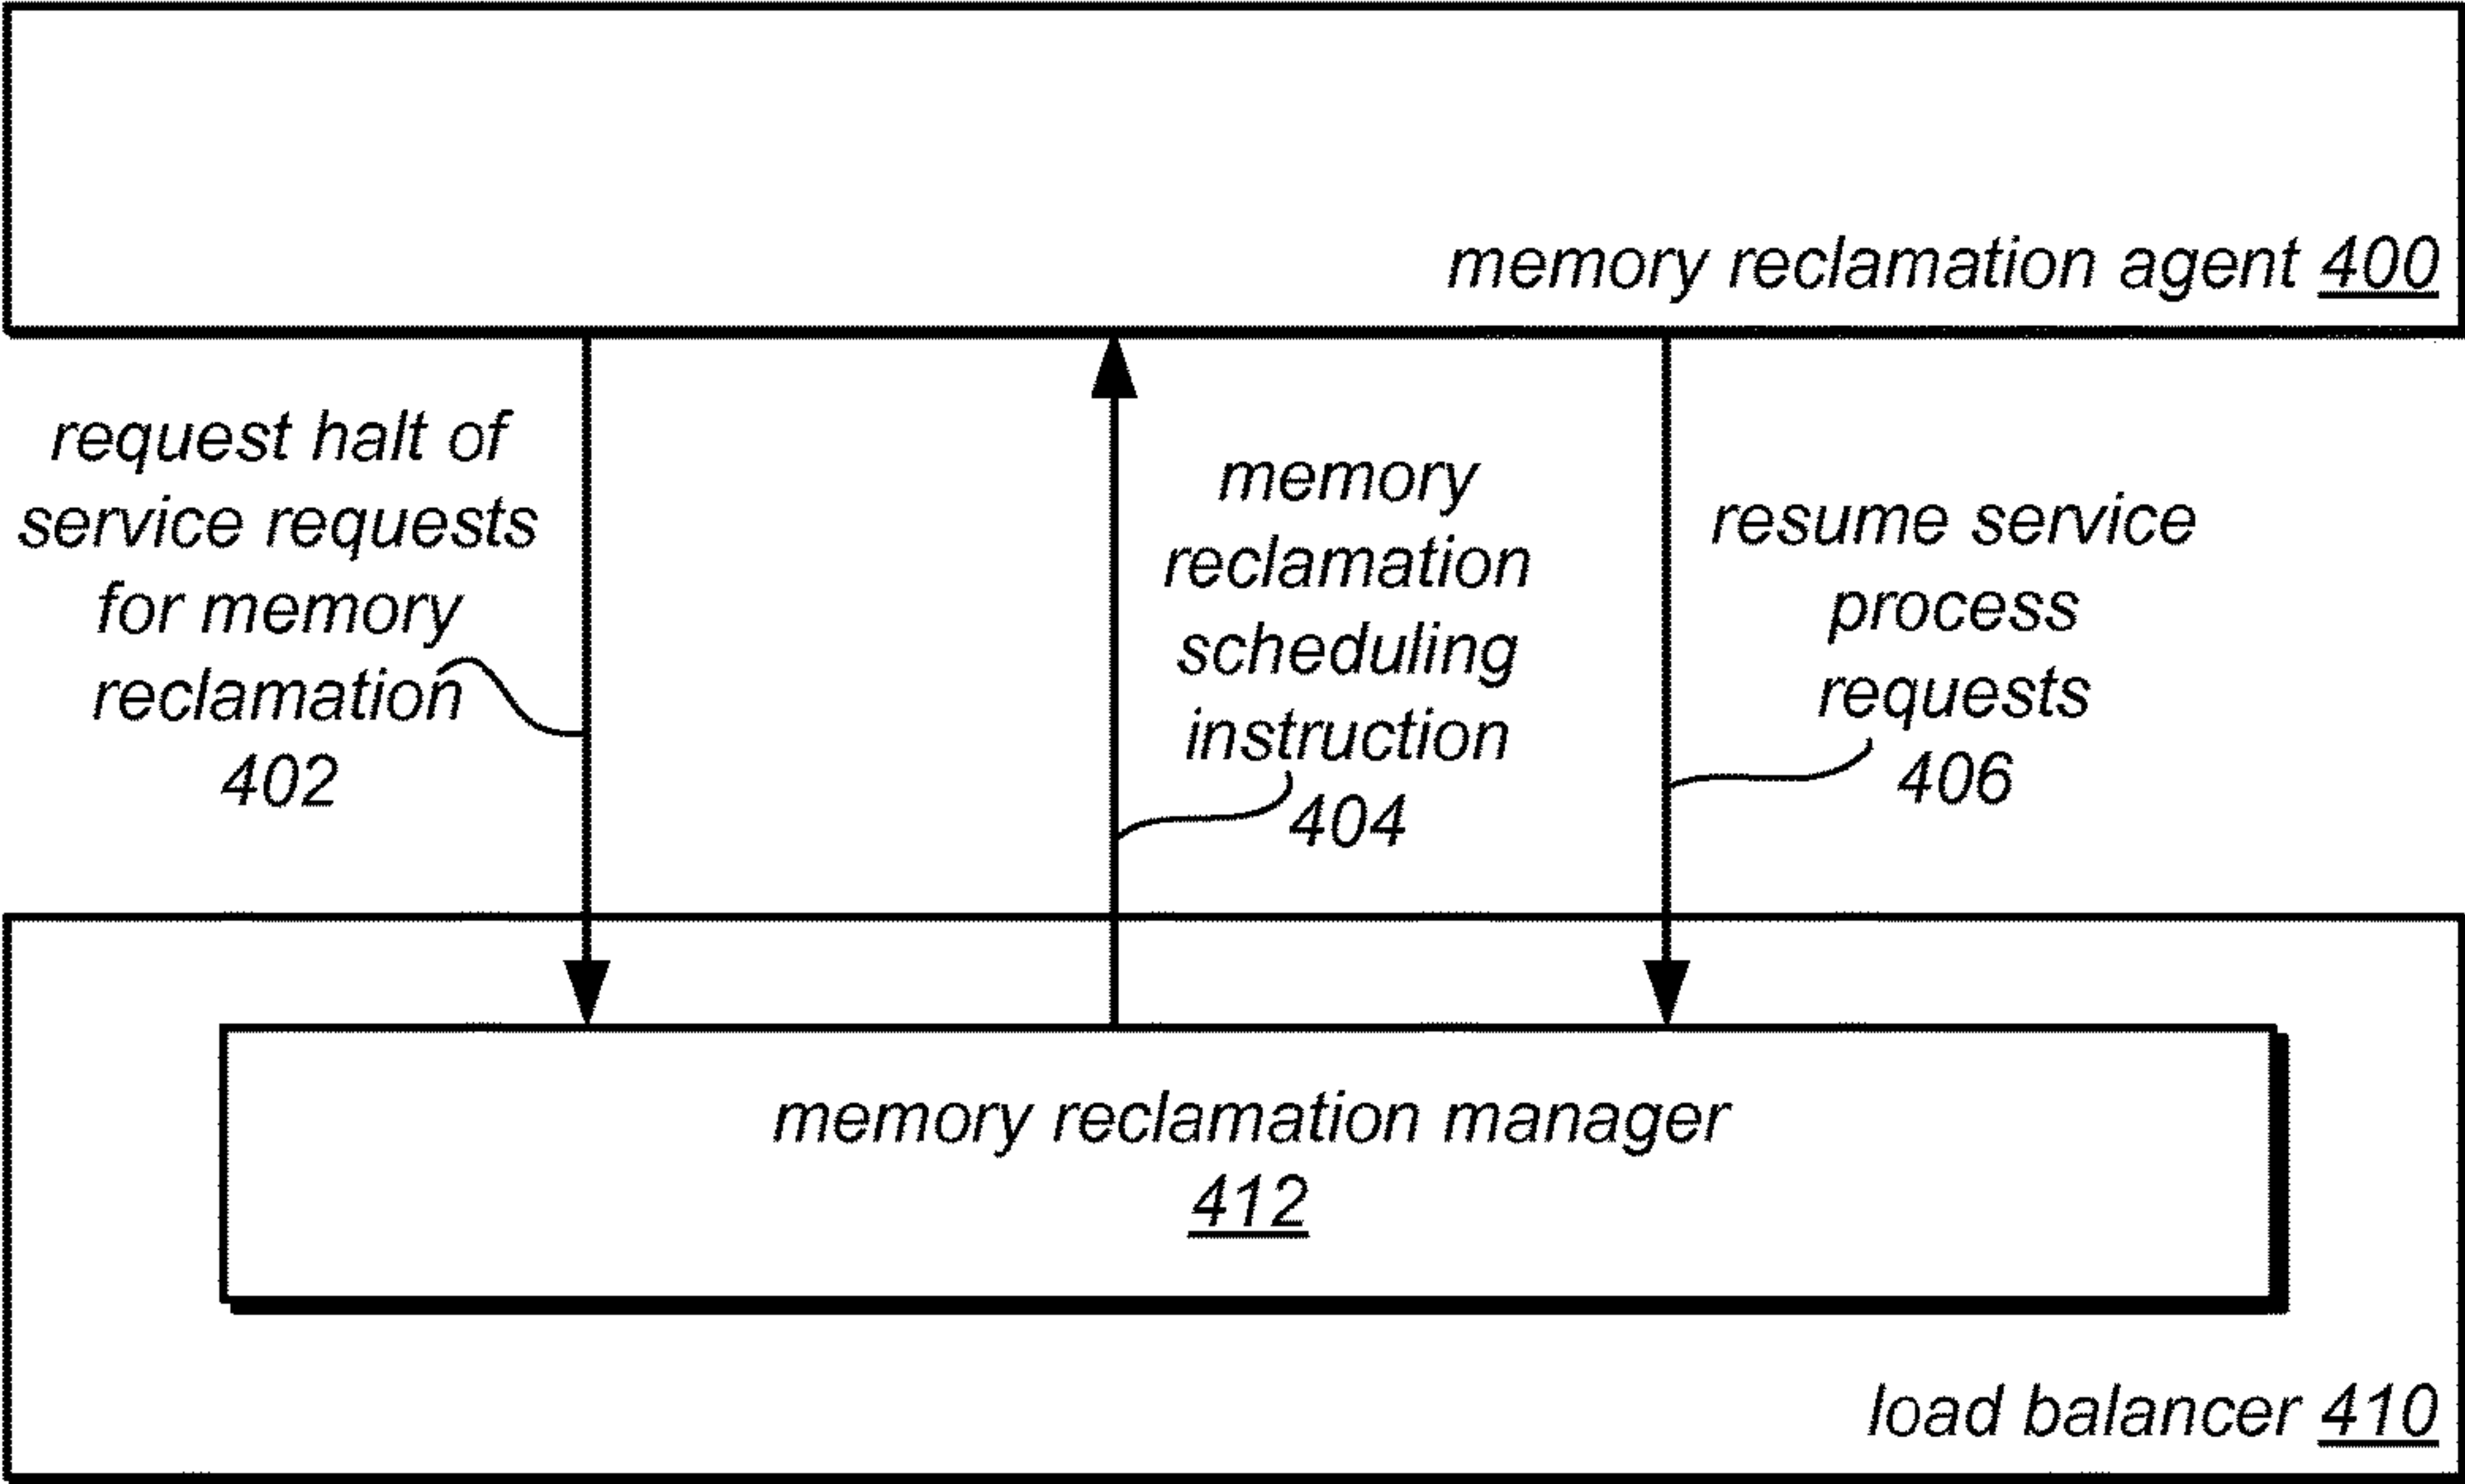 memory reclamation agent 400
request halt of
service requests
for memory
reclamation
402
memory
reclamation
scheduling
instruction
404
resume service
process
requests
406
memory reclamation manager
412
load balancer 410